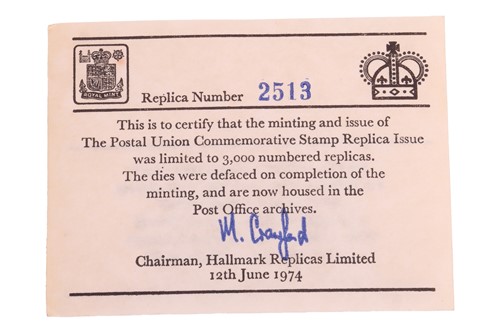 ROYAL MINT
Replica Number 2513
This is to certify that the minting and issue of
The Postal Union Commemorative Stamp Replica Issue
was limited to 3,000 numbered replicas.
The dies were defaced on completion of the
minting, and are now housed in the
Post Office archives.
M. Crawford
Chairman, Hallmark Replicas Limited
12th June 1974